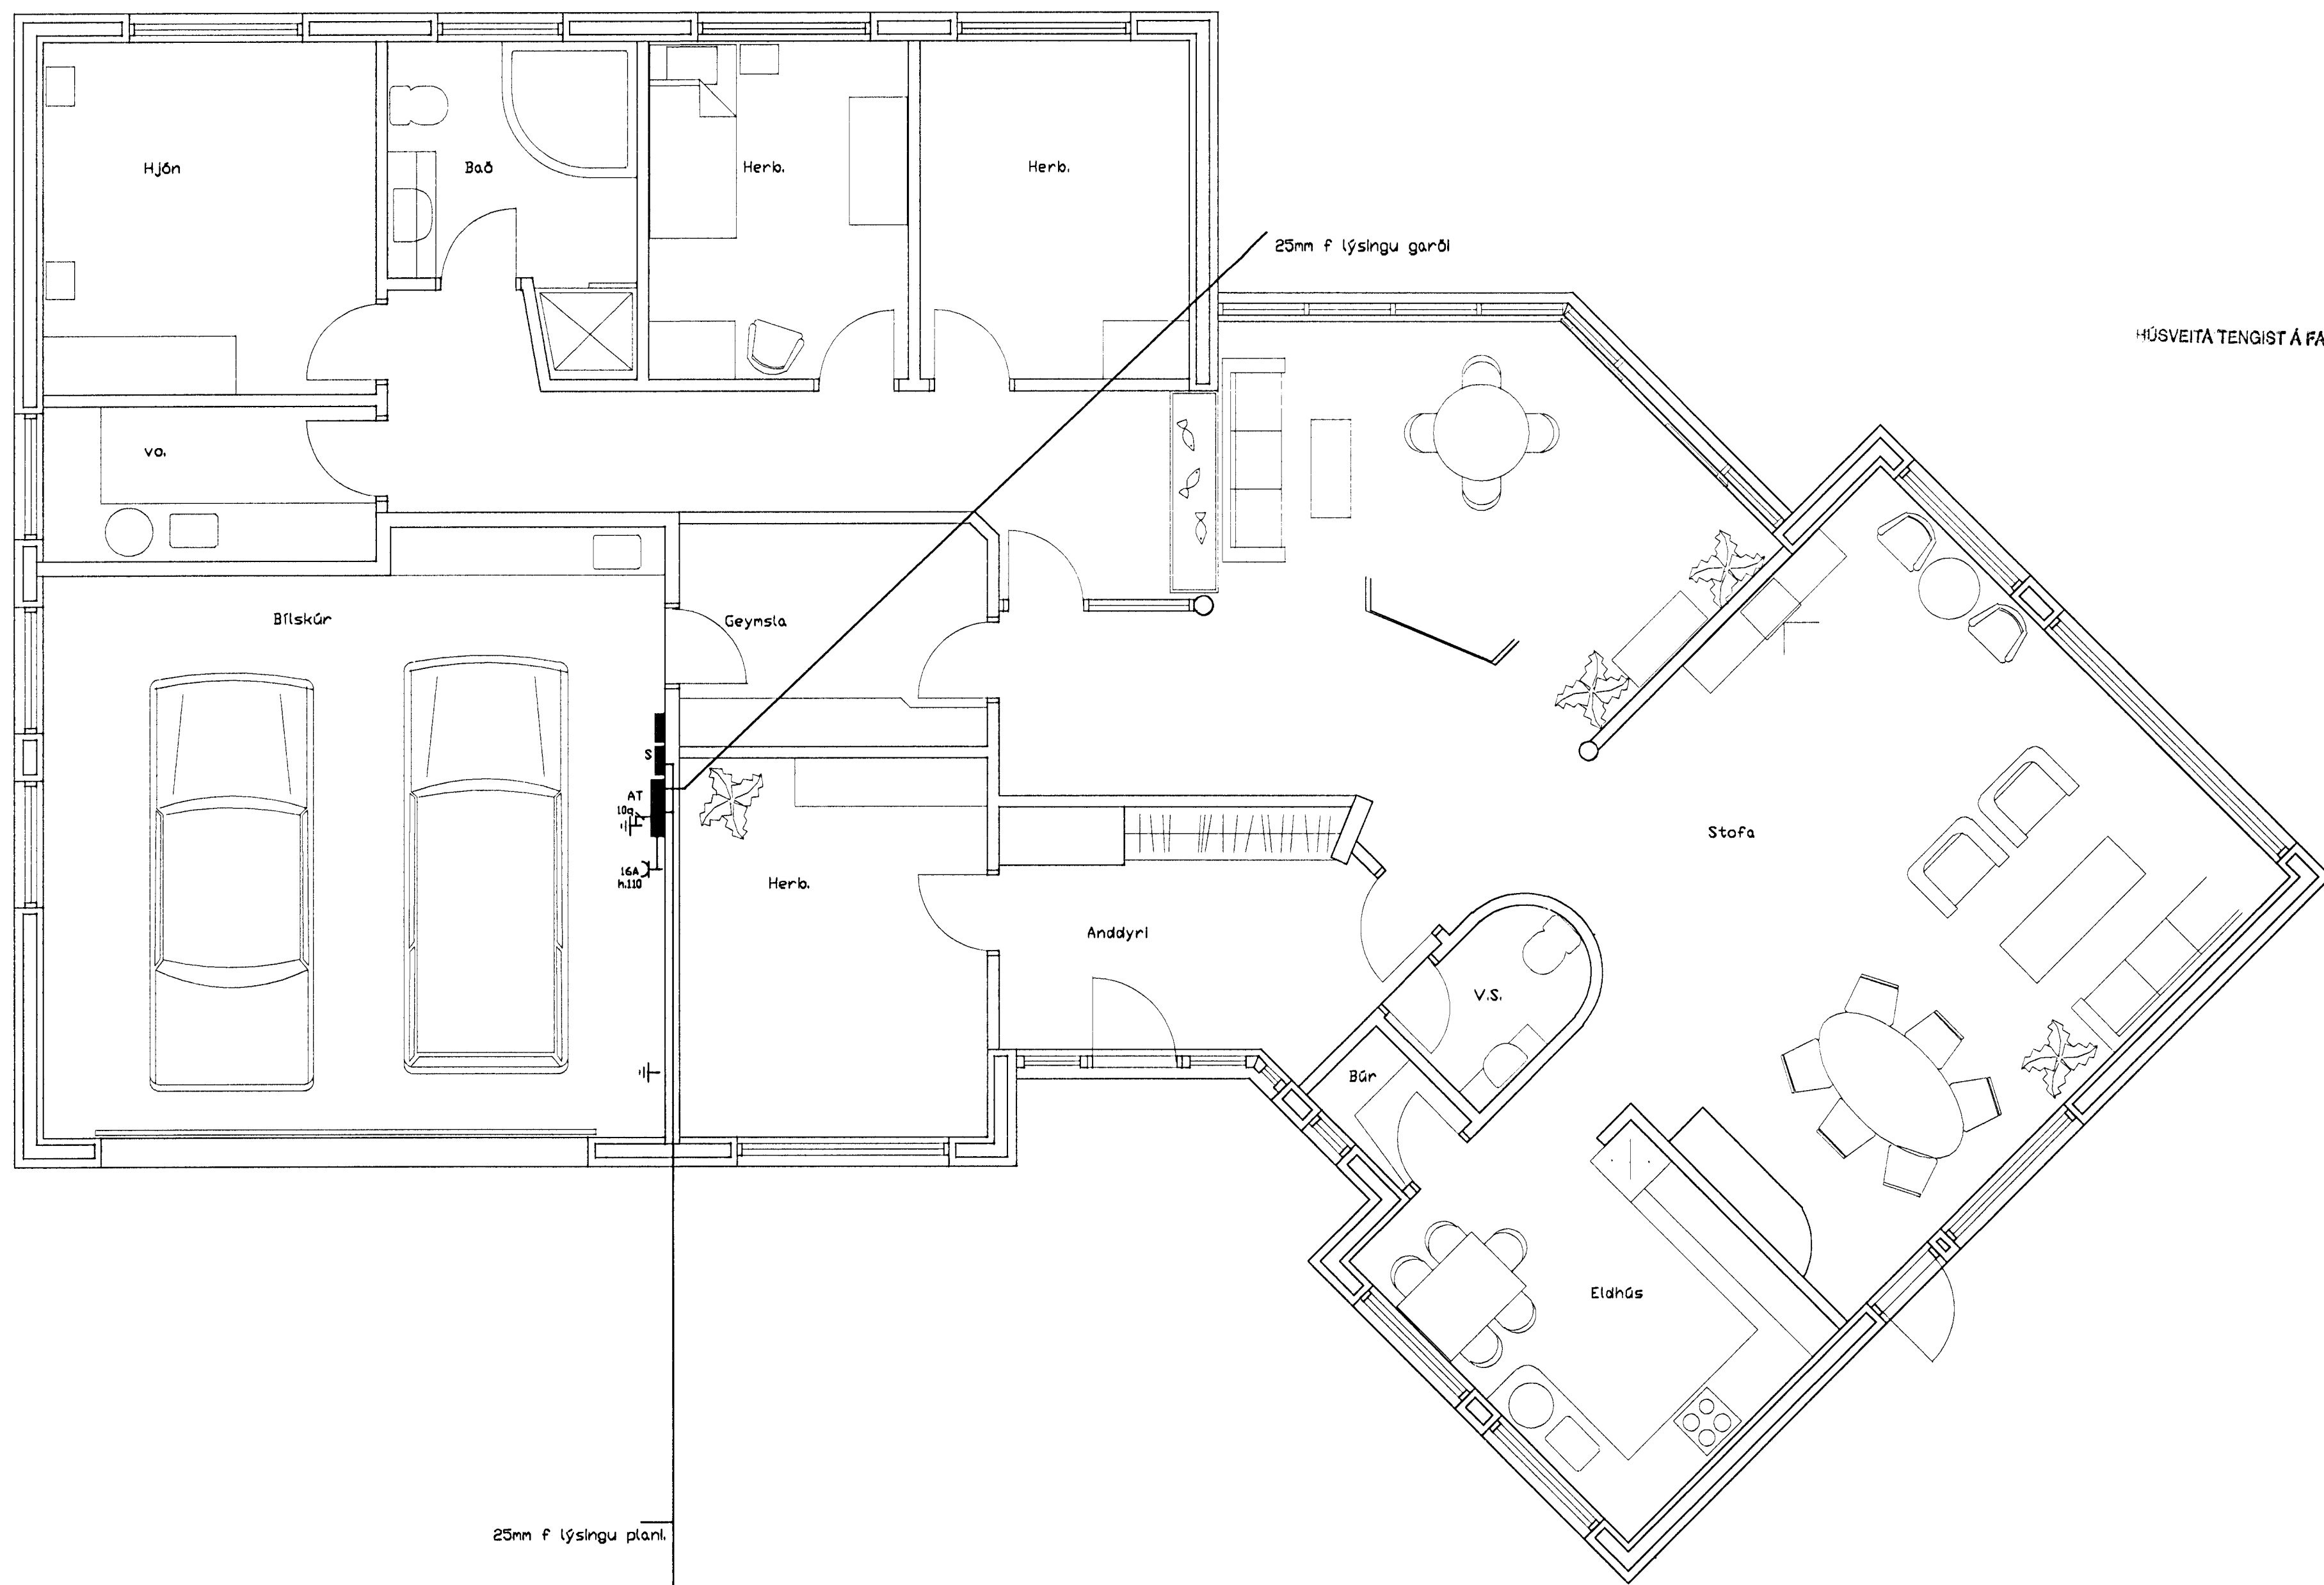 Hjón
Bað
Herb.
Herb.
25mm f lýsingu garði
HÚSVEITA TENGIST Á FA
vo.
Bílskúr
Geymsla
S
AT
10q
16A
h.110
Herb.
Stofa
Anddyri
V.S.
Búr
Eldhús
25mm f lýsingu plani.